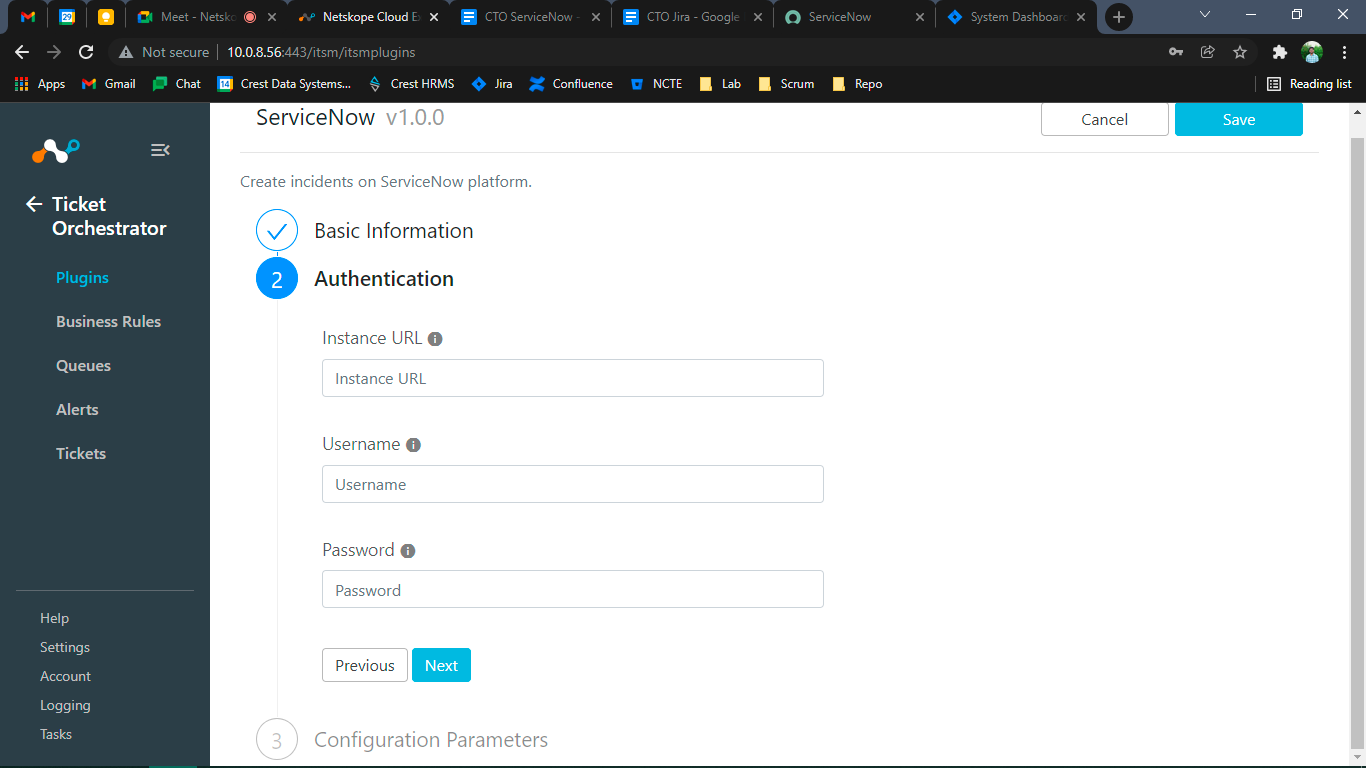 Meet - Netsko
Netskope Cloud E
CTO ServiceNow -
CTO Jira - Google
ServiceNow
System Dashboard
Not secure
10.0.8.56:443/itsm/itsmplugins
Apps
Gmail
Chat
14
Crest Data Systems...
Crest HRMS
Jira
Confluence
NCTE
Lab
Scrum
Repo
Reading list
Ticket
Orchestrator
Plugins
Business Rules
Queues
Alerts
Tickets
Help
Settings
Account
Logging
Tasks
ServiceNow v1.0.0
Cancel
Save
Create incidents on ServiceNow platform.
Basic Information
2 Authentication
Instance URL
Instance URL
Username
Username
Password
Password
Previous
Next
3 Configuration Parameters